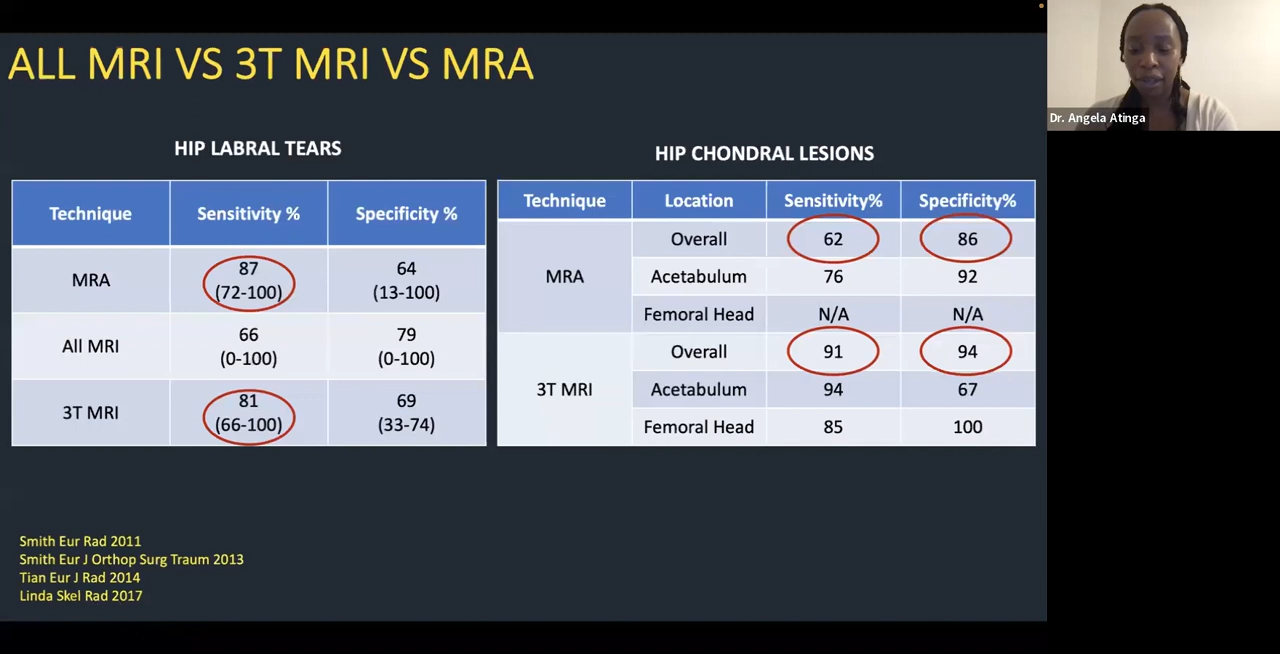 ALL MRI VS 3T MRI VS MRA
Dr. Angela Atinga
HIP LABRAL TEARS
Technique Sensitivity % Specificity %
MRA 87 (72-100) 64 (13-100)
All MRI 66 (0-100) 79 (0-100)
3T MRI 81 (66-100) 69 (33-74)
HIP CHONDRAL LESIONS
Technique Location Sensitivity% Specificity%
MRA Overall 62 86
Acetabulum 76 92
Femoral Head N/A N/A
3T MRI Overall 91 94
Acetabulum 94 67
Femoral Head 85 100
Smith Eur Rad 2011
Smith Eur J Orthop Surg Traum 2013
Tian Eur J Rad 2014
Linda Skel Rad 2017